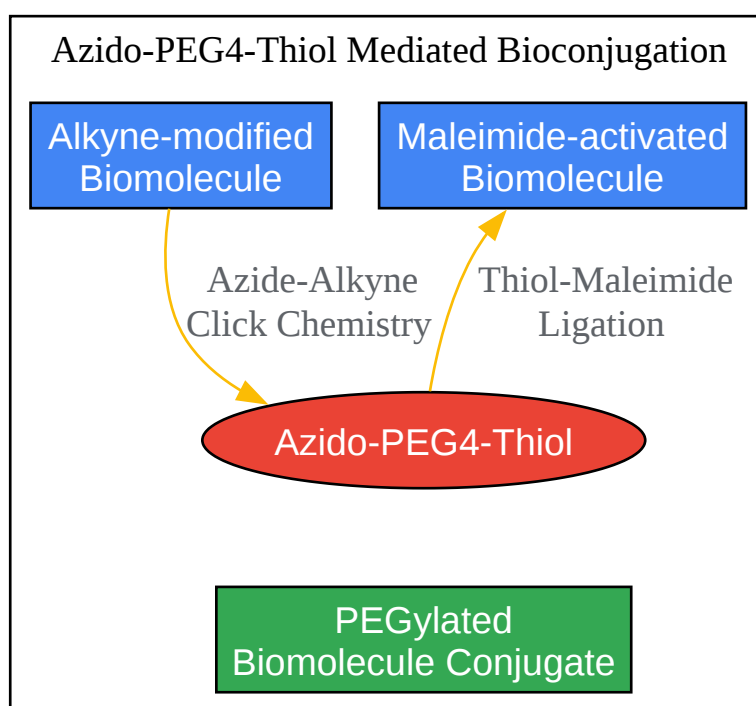 Azido-PEG4-Thiol Mediated Bioconjugation
Alkyne-modified
Biomolecule
Maleimide-activated
Biomolecule
Azide-Alkyne
Click Chemistry
Thiol-Maleimide
Ligation
Azido-PEG4-Thiol
PEGylated
Biomolecule Conjugate